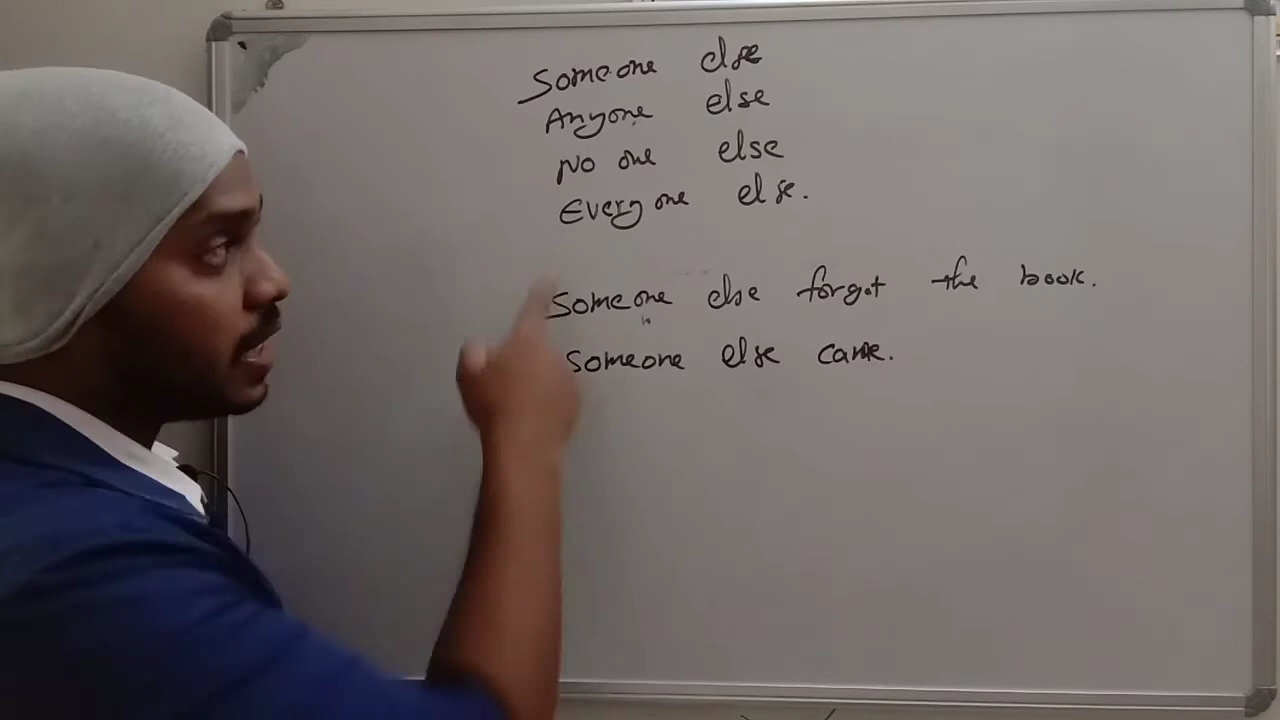 Someone else
Anyone else
No one else
Everyone else.
Someone else forgot the book.
Someone else came.